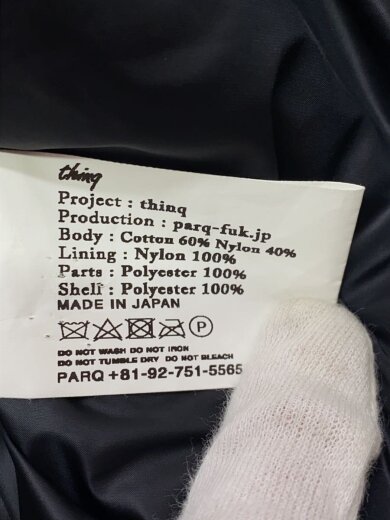 thinq
Project : thinq
Production : parq-fuk.jp
Body : Cotton 60% Nylon 40%
Lining : Nylon 100%
Parts : Polyester 100%
Shelf : Polyester 100%
MADE IN JAPAN
P
DO NOT WASH DO NOT IRON
DO NOT TUMBLE DRY DO NOT BLEACH
PARQ +81-92-751-5565